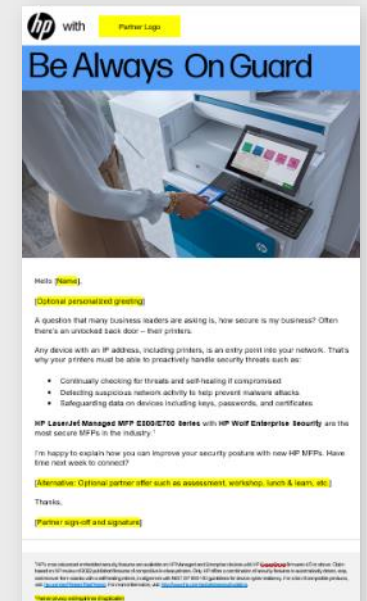 hp with Partner Logo
Be Always On Guard
Hello [Name],
[Optional personalized greeting]
A question that many business leaders are asking is, how secure is my business? Often
there's an unlocked back door – their printers.
Any device with an IP address, including printers, is an entry point into your network. That's
why your printers must be able to proactively handle security threats such as:
• Continually checking for threats and self-healing if compromised
• Detecting suspicious network activity to help prevent malware attacks
• Safeguarding data on devices including keys, passwords, and certificates
HP LaserJet Managed MFP E800/E700 Series with HP Wolf Enterprise Security are the
most secure MFPs in the industry.¹
I'm happy to explain how you can improve your security posture with new HP MFPs. Have
time next week to connect?
[Alternative: Optional partner offer such as assessment, workshop, lunch & learn, etc.]
Thanks,
[Partner sign-off and signature]